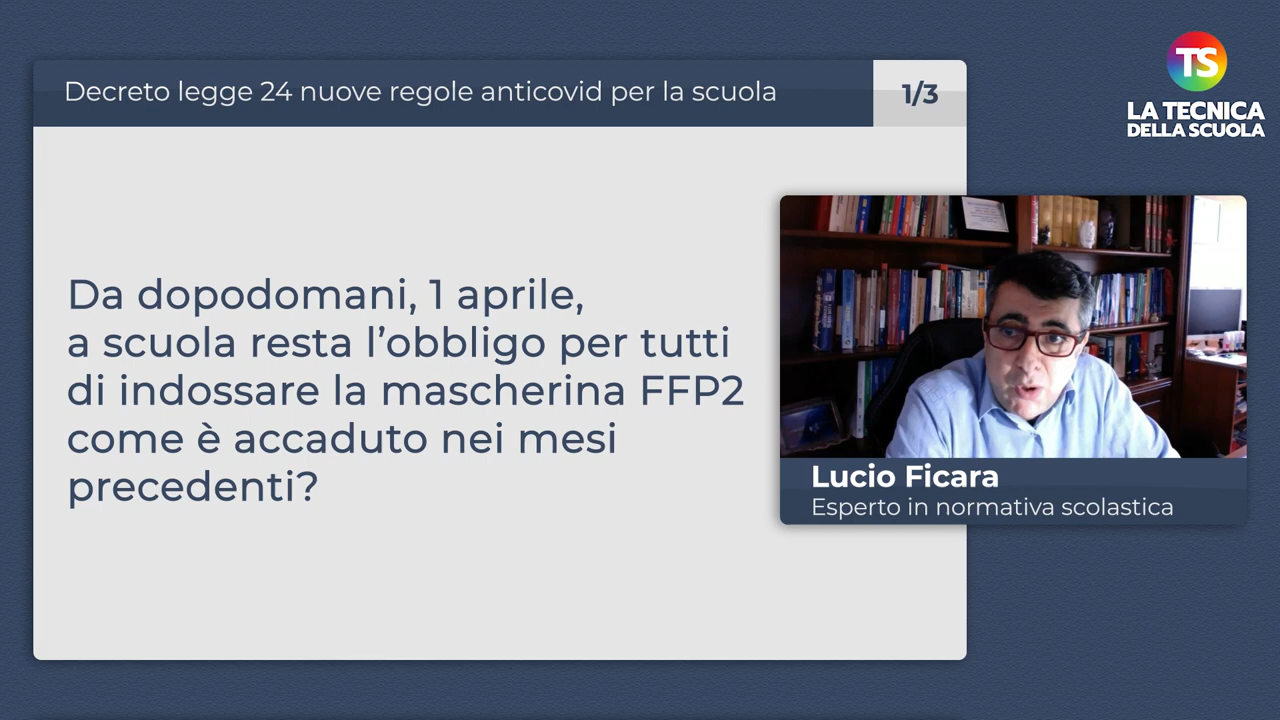 Decreto legge 24 nuove regole anticovid per la scuola
1/3
TS
LA TECNICA
DELLA SCUOLA
Da dopodomani, 1 aprile,
a scuola resta l’obbligo per tutti
di indossare la mascherina FFP2
come è accaduto nei mesi
precedenti?
Lucio Ficara
Esperto in normativa scolastica